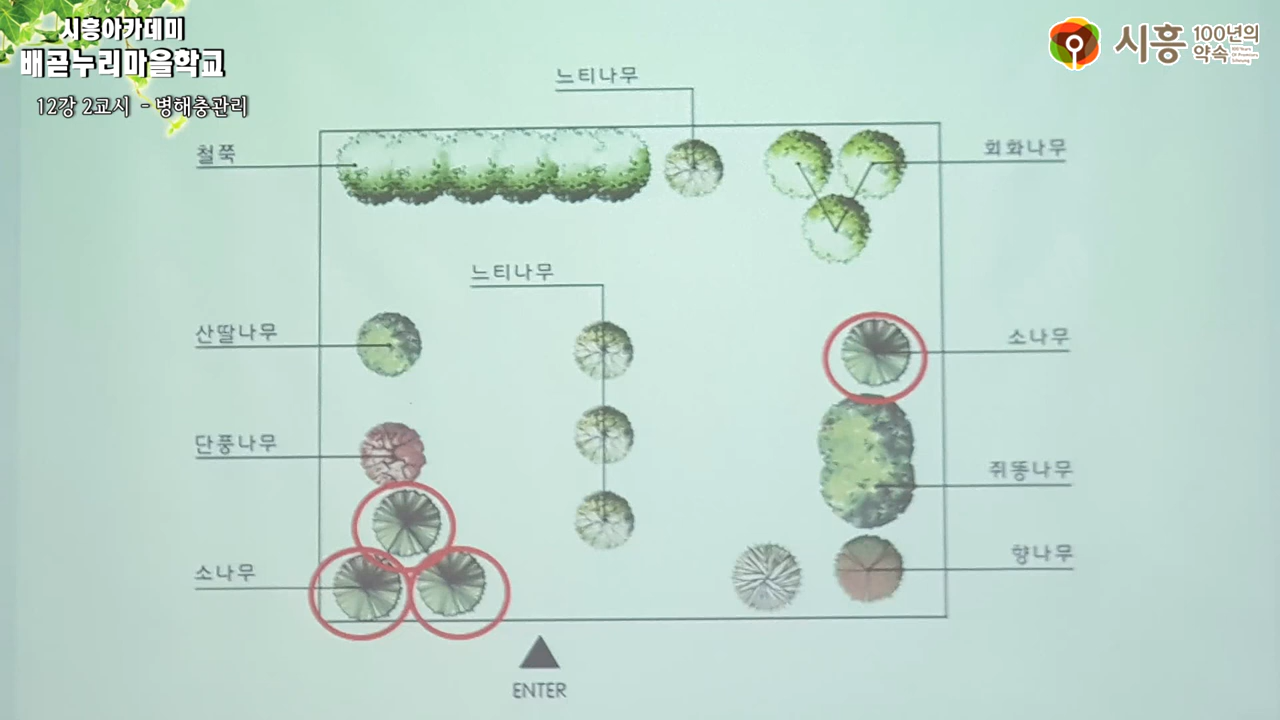 시흥아카데미
배곧누리마을학교
12강 2교시 - 병해충관리
시흥 100년의
약속
느티나무
철쭉
회화나무
느티나무
산딸나무
소나무
단풍나무
쥐똥나무
소나무
향나무
ENTER